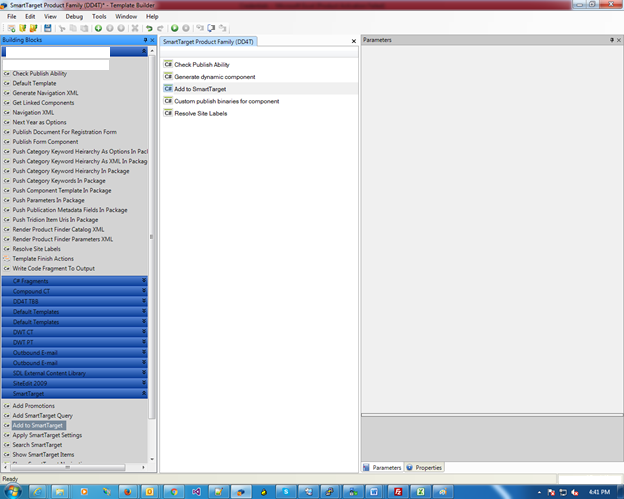 SmartTarget Product Family (DD4T)* - Template Builder
File Edit View Debug Tools Window Help
Building Blocks
Check Publish Ability
Default Template
Generate Navigation XML
Get Linked Components
Navigation XML
Next Year as Options
Publish Document For Registration Form
Publish Form Component
Push Category Keyword Heirarchy As Options In Pack
Push Category Keyword Heirarchy As XML In Packag
Push Category Keyword Heirarchy In Package
Push Category Keywords In Package
Push Component Template In Package
Push Parameters In Package
Push Publication Metadata Fields In Package
Push Tridion Item Uris In Package
Render Product Finder Catalog XML
Render Product Finder Parameters XML
Resolve Site Labels
Template Finish Actions
Write Code Fragment To Output
C# Fragments
Compound CT
DD4T TBB
Default Templates
Default Templates
DWT CT
DWT PT
Outbound E-mail
Outbound E-mail
SDL External Content Library
SiteEdit 2009
SmartTarget
Add Promotions
Add SmartTarget Query
Add to SmartTarget
Apply SmartTarget Settings
Search SmartTarget
Show SmartTarget Items
SmartTarget Product Family (DD4T)
C# Check Publish Ability
C# Generate dynamic component
C# Add to SmartTarget
C# Custom publish binaries for component
C# Resolve Site Labels
Parameters
Parameters Properties
Ready
4:41 PM